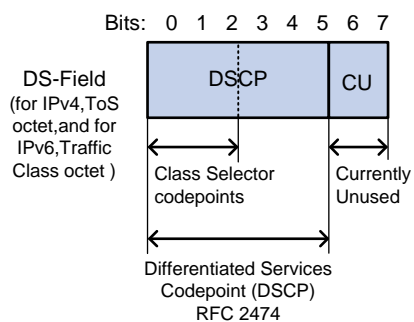 Bits: 0 1 2 3 4 5 6 7
DSCP CU
DS-Field
(for IPv4,ToS
octet,and for
IPv6,Traffic
Class octet )
Class Selector
codepoints
Currently
Unused
Differentiated Services
Codepoint (DSCP)
RFC 2474